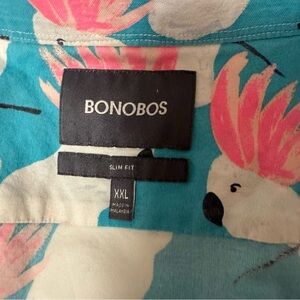 BONOBOS
SLIM FIT
XXL
MADE IN
MALAYSIA